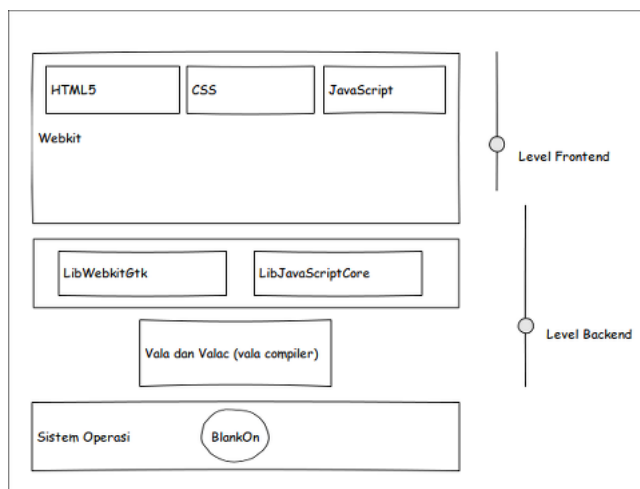 HTML5
CSS
JavaScript
Webkit
Level Frontend
LibWebkitGtk
LibJavaScriptCore
Level Backend
Vala dan Valac (vala compiler)
Sistem Operasi
BlankOn